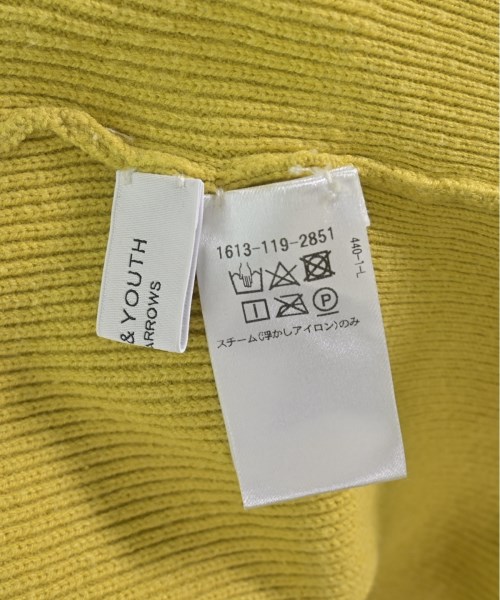 & YOUTH
ARROWS
1613-119-2851
440-1-L
P
スチーム(浮かしアイロン)のみ